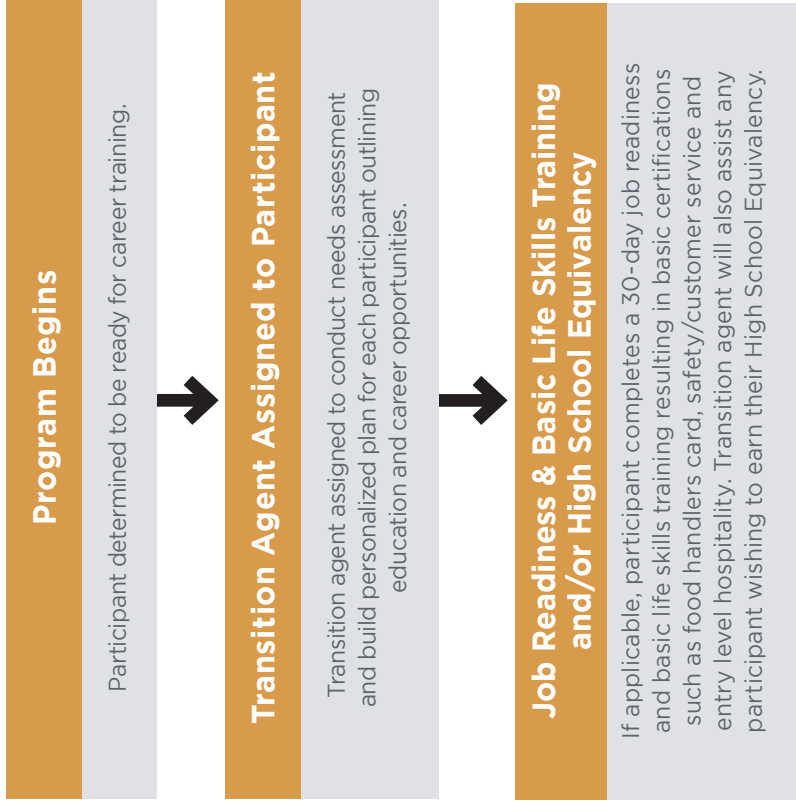 Program Begins
Participant determined to be ready for career training.
Transition Agent Assigned to Participant
Transition agent assigned to conduct needs assessment
and build personalized plan for each participant outlining
education and career opportunities.
Job Readiness & Basic Life Skills Training
and/or High School Equivalency
If applicable, participant completes a 30-day job readiness
and basic life skills training resulting in basic certifications
such as food handlers card, safety/customer service and
entry level hospitality. Transition agent will also assist any
participant wishing to earn their High School Equivalency.